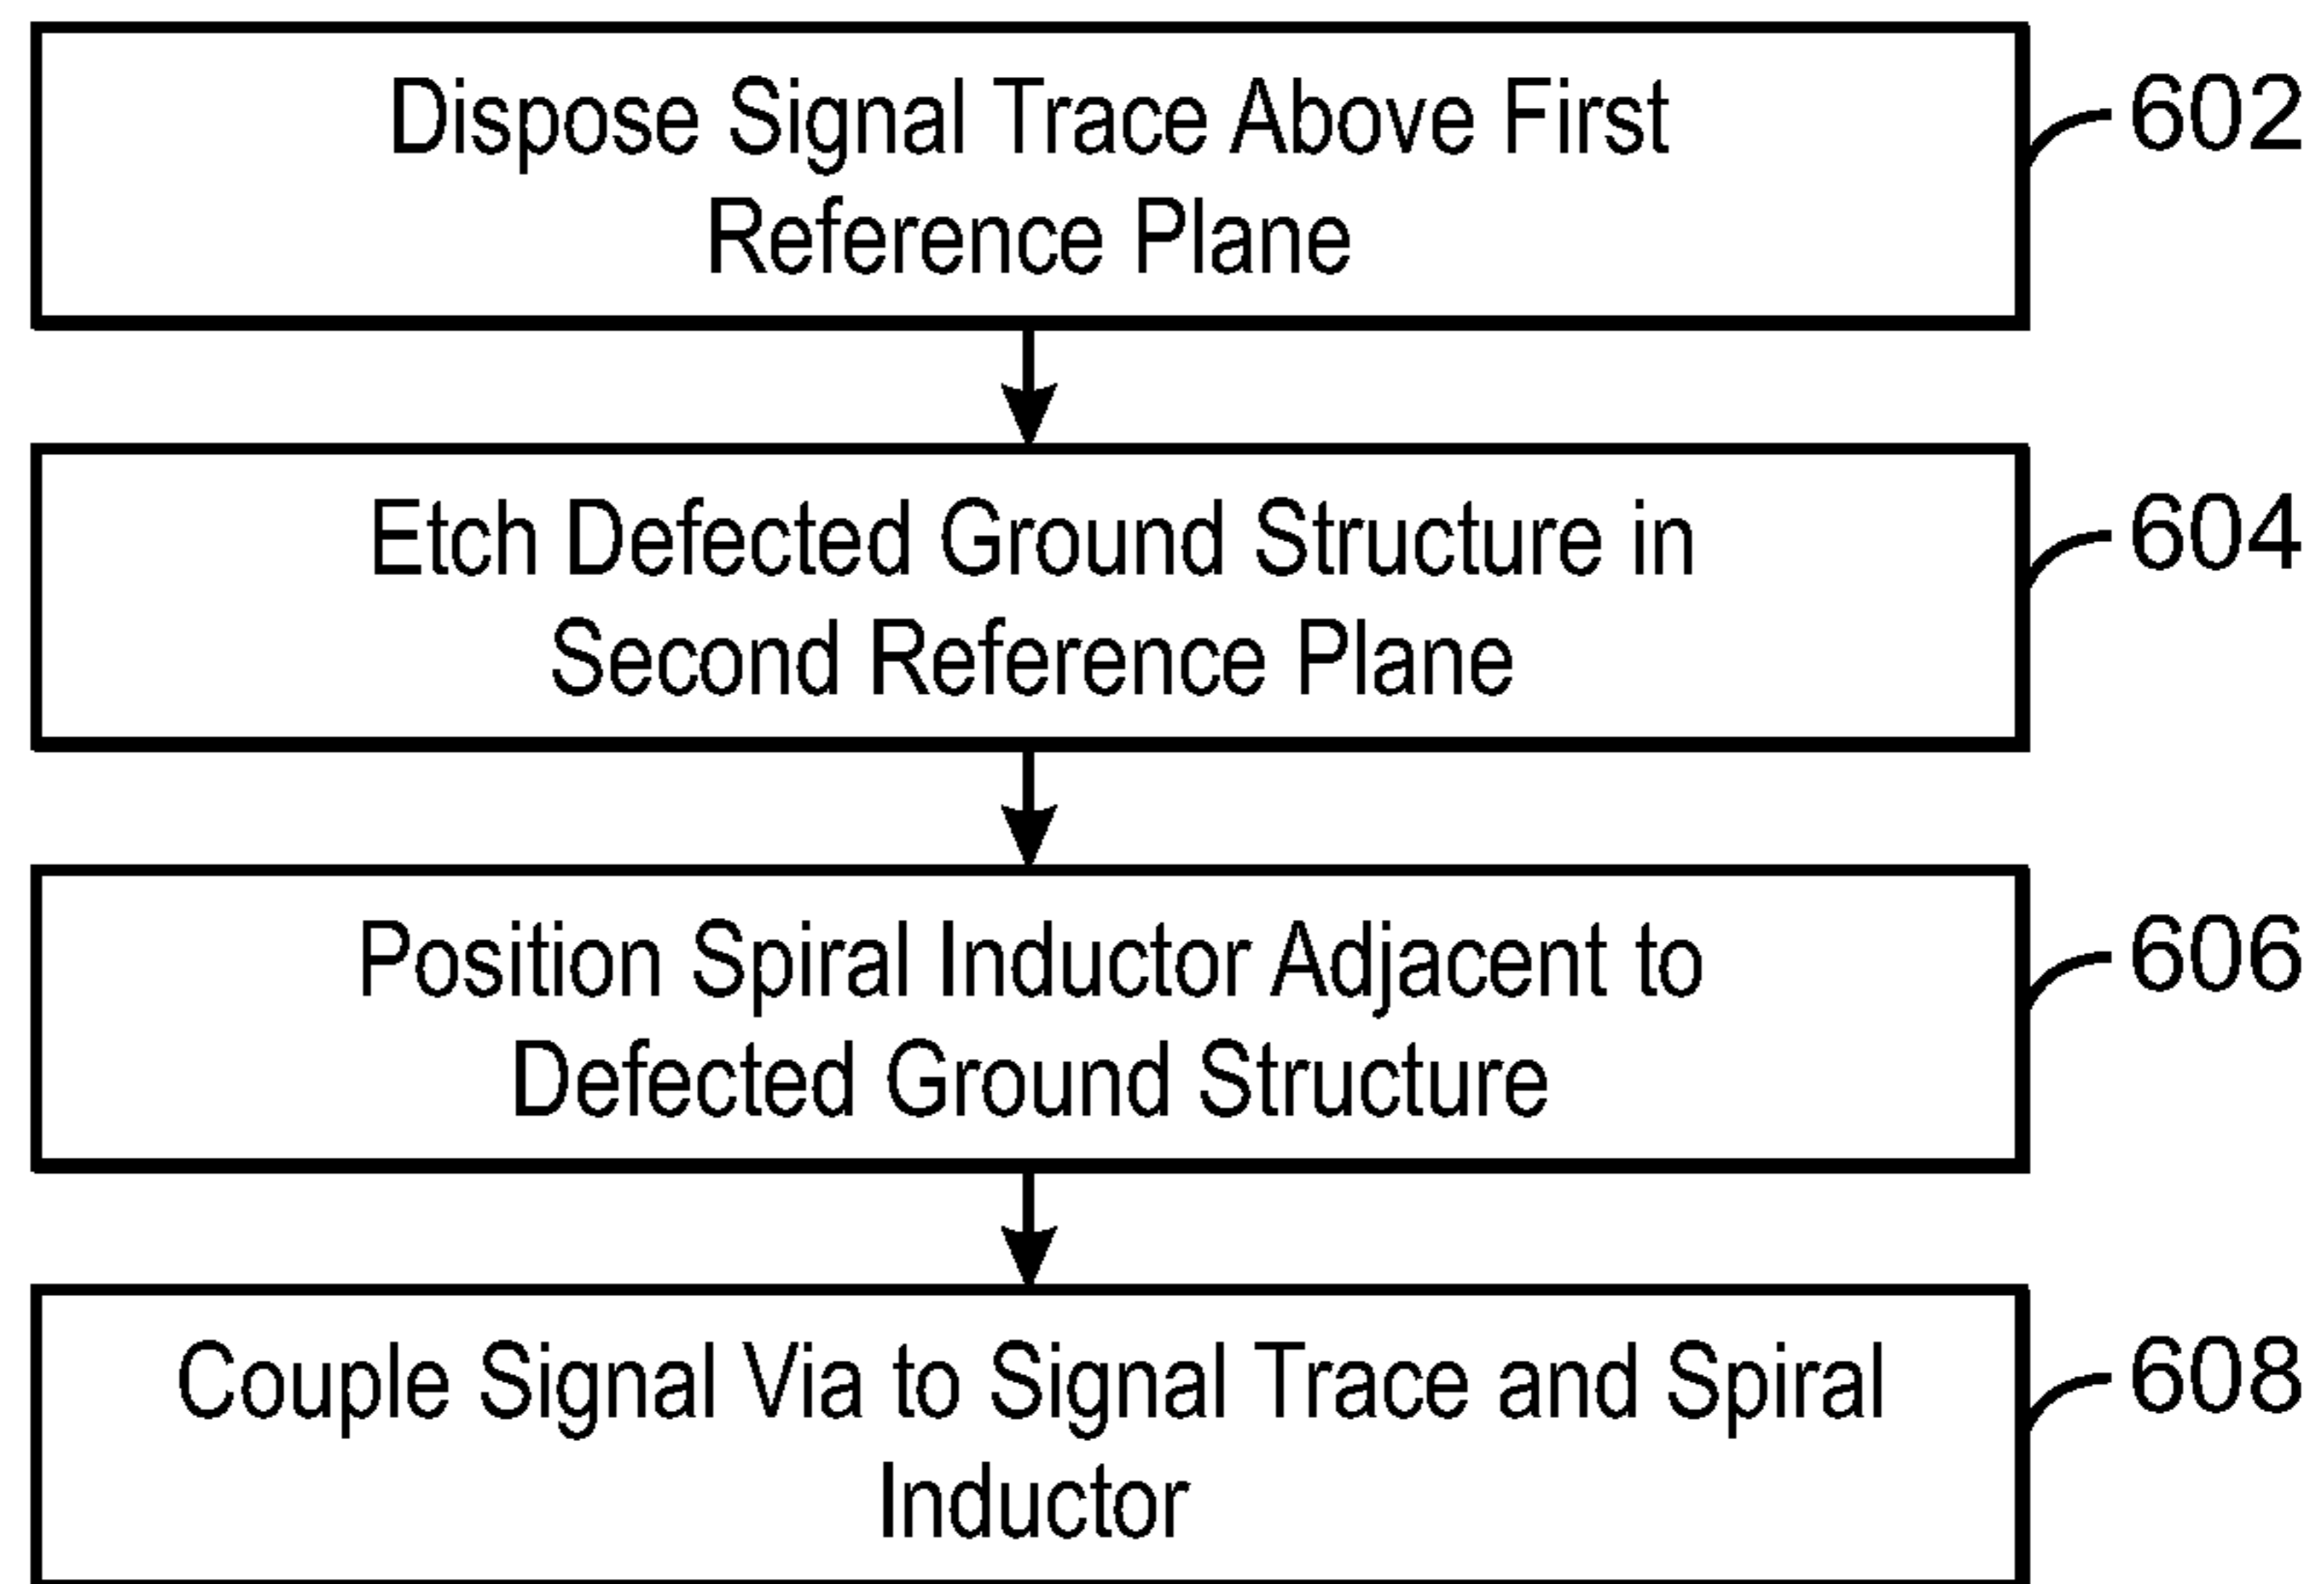 Dispose Signal Trace Above First
Reference Plane
602
Etch Defected Ground Structure in
Second Reference Plane
604
Position Spiral Inductor Adjacent to
Defected Ground Structure
606
Couple Signal Via to Signal Trace and Spiral
Inductor
608